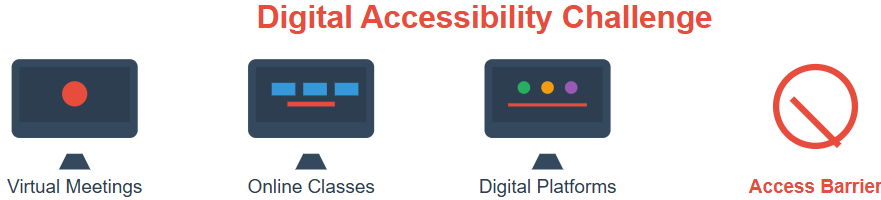 Digital Accessibility Challenge
Virtual Meetings
Online Classes
Digital Platforms
Access Barrier